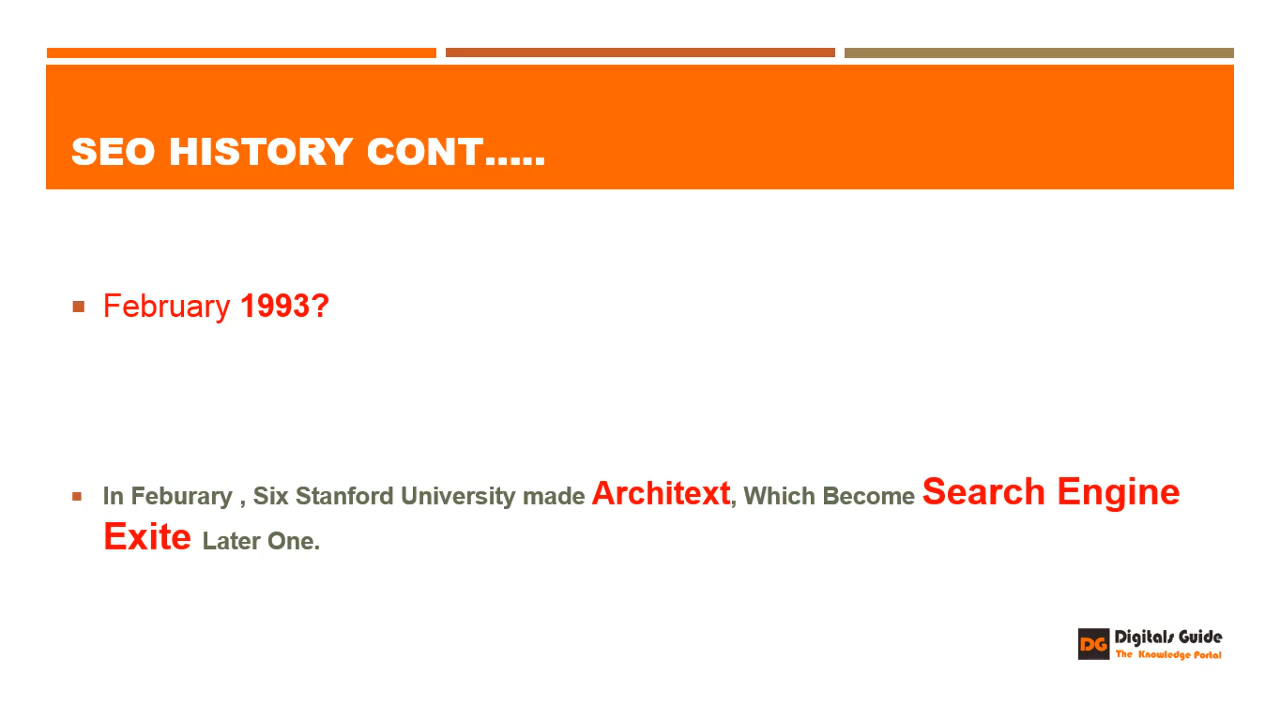 SEO HISTORY CONT.....
February 1993?
In Feburary , Six Stanford University made Architext, Which Become Search Engine
Exite Later One.
DG Digitals Guide
The Knowledge Portal